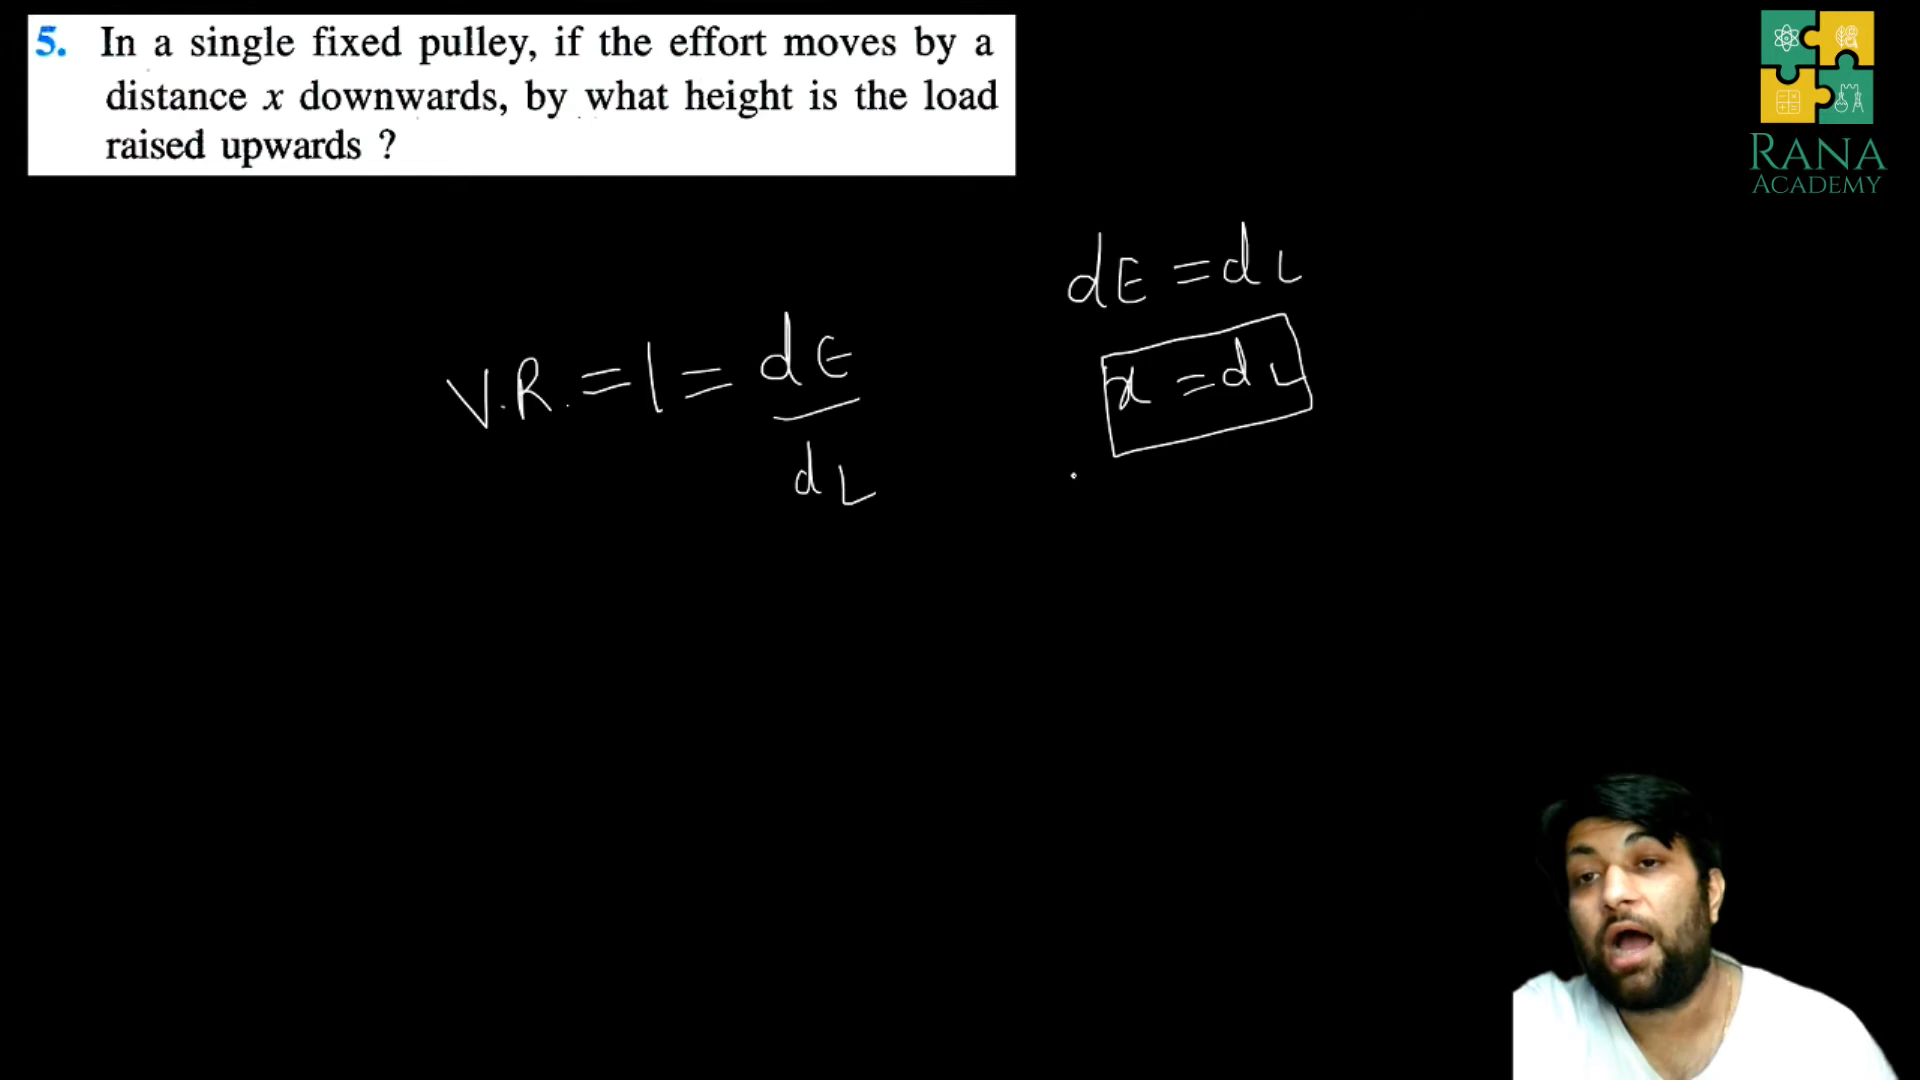 5. In a single fixed pulley, if the effort moves by a
distance x downwards, by what height is the load
raised upwards ?
RANA
ACADEMY
dE = dL
V.R. = 1 = dE
dL
x = dL